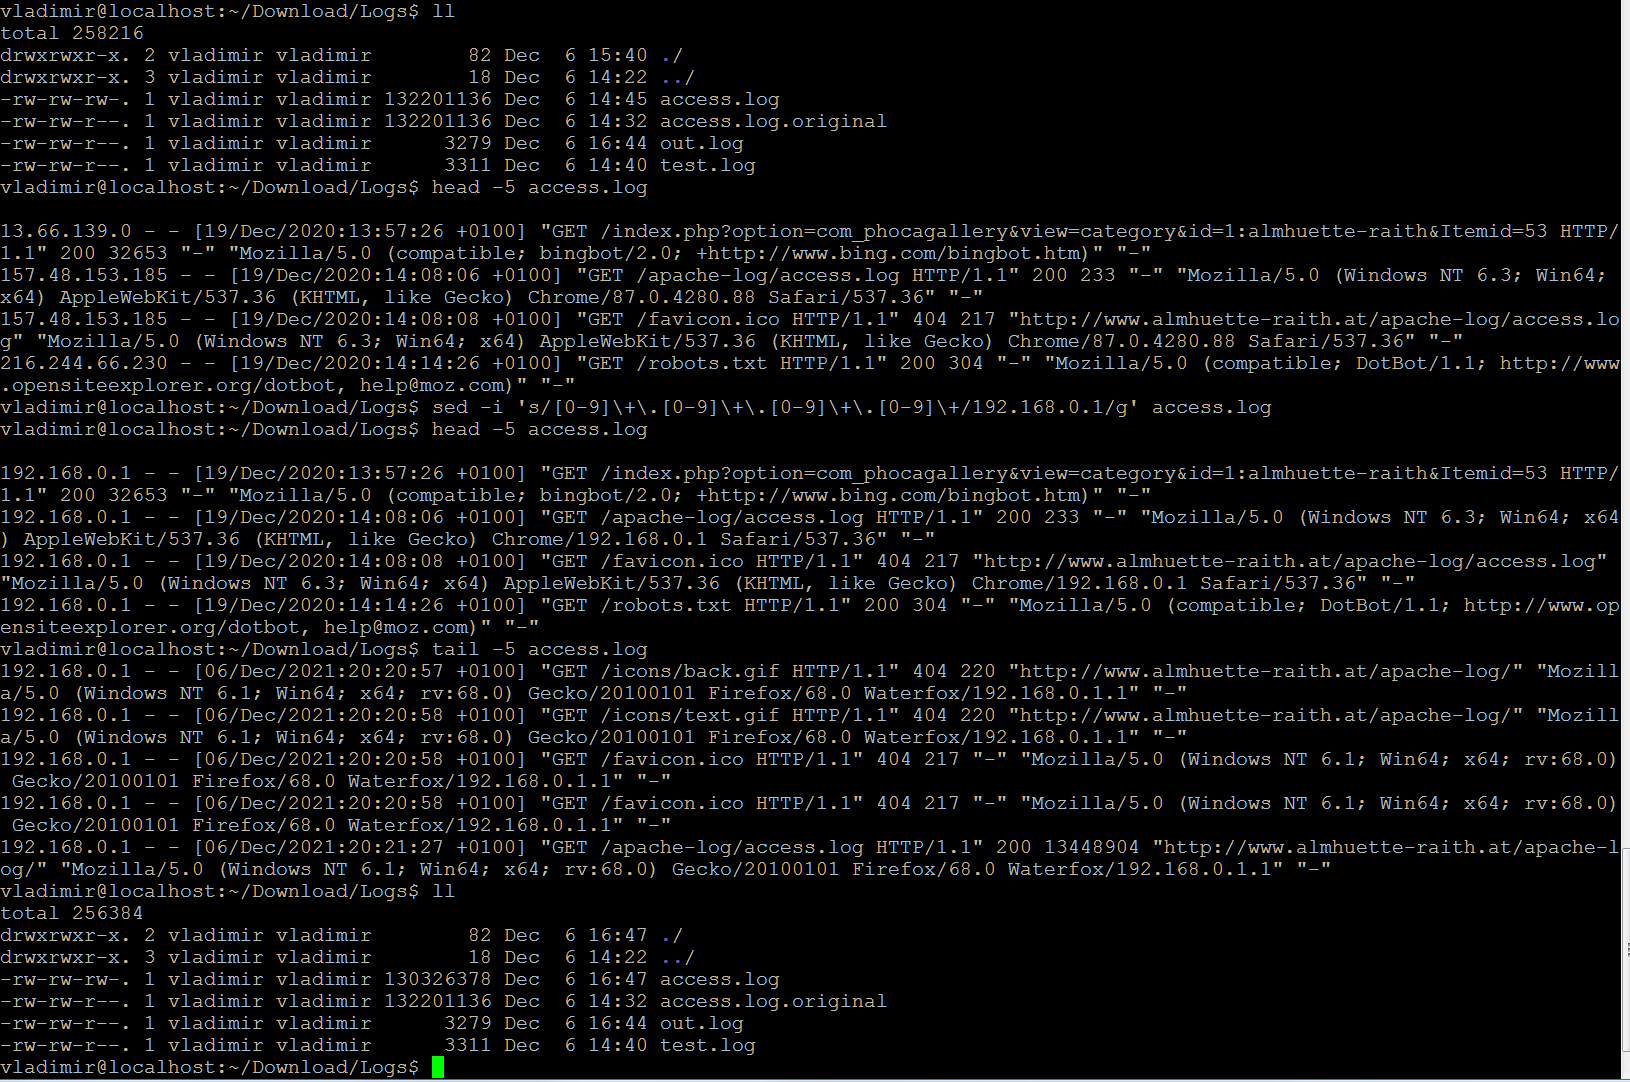 vladimir@localhost:~/Download/Logs$ ll
total 258216
drwxrwxr-x. 2 vladimir vladimir        82 Dec  6 15:40 ./
drwxrwxr-x. 3 vladimir vladimir        18 Dec  6 14:22 ../
-rw-rw-rw-. 1 vladimir vladimir 132201136 Dec  6 14:45 access.log
-rw-rw-r--. 1 vladimir vladimir 132201136 Dec  6 14:32 access.log.original
-rw-rw-r--. 1 vladimir vladimir      3279 Dec  6 16:44 out.log
-rw-rw-r--. 1 vladimir vladimir      3311 Dec  6 14:40 test.log
vladimir@localhost:~/Download/Logs$ head -5 access.log

13.66.139.0 - - [19/Dec/2020:13:57:26 +0100] "GET /index.php?option=com_phocagallery&view=category&id=1:almhuette-raith&Itemid=53 HTTP/
1.1" 200 32653 "-" "Mozilla/5.0 (compatible; bingbot/2.0; +http://www.bing.com/bingbot.htm)" "-"
157.48.153.185 - - [19/Dec/2020:14:08:06 +0100] "GET /apache-log/access.log HTTP/1.1" 200 233 "-" "Mozilla/5.0 (Windows NT 6.3; Win64;
x64) AppleWebKit/537.36 (KHTML, like Gecko) Chrome/87.0.4280.88 Safari/537.36" "-"
157.48.153.185 - - [19/Dec/2020:14:08:08 +0100] "GET /favicon.ico HTTP/1.1" 404 217 "http://www.almhuette-raith.at/apache-log/access.lo
g" "Mozilla/5.0 (Windows NT 6.3; Win64; x64) AppleWebKit/537.36 (KHTML, like Gecko) Chrome/87.0.4280.88 Safari/537.36" "-"
216.244.66.230 - - [19/Dec/2020:14:14:26 +0100] "GET /robots.txt HTTP/1.1" 200 304 "-" "Mozilla/5.0 (compatible; DotBot/1.1; http://www
.opensiteexplorer.org/dotbot, help@moz.com)" "-"
vladimir@localhost:~/Download/Logs$ sed -i 's/[0-9]\+\.[0-9]\+\.[0-9]\+\.[0-9]\+/192.168.0.1/g' access.log
vladimir@localhost:~/Download/Logs$ head -5 access.log

192.168.0.1 - - [19/Dec/2020:13:57:26 +0100] "GET /index.php?option=com_phocagallery&view=category&id=1:almhuette-raith&Itemid=53 HTTP/
1.1" 200 32653 "-" "Mozilla/5.0 (compatible; bingbot/2.0; +http://www.bing.com/bingbot.htm)" "-"
192.168.0.1 - - [19/Dec/2020:14:08:06 +0100] "GET /apache-log/access.log HTTP/1.1" 200 233 "-" "Mozilla/5.0 (Windows NT 6.3; Win64; x64
) AppleWebKit/537.36 (KHTML, like Gecko) Chrome/192.168.0.1 Safari/537.36" "-"
192.168.0.1 - - [19/Dec/2020:14:08:08 +0100] "GET /favicon.ico HTTP/1.1" 404 217 "http://www.almhuette-raith.at/apache-log/access.log"
"Mozilla/5.0 (Windows NT 6.3; Win64; x64) AppleWebKit/537.36 (KHTML, like Gecko) Chrome/192.168.0.1 Safari/537.36" "-"
192.168.0.1 - - [19/Dec/2020:14:14:26 +0100] "GET /robots.txt HTTP/1.1" 200 304 "-" "Mozilla/5.0 (compatible; DotBot/1.1; http://www.op
ensiteexplorer.org/dotbot, help@moz.com)" "-"
vladimir@localhost:~/Download/Logs$ tail -5 access.log
192.168.0.1 - - [06/Dec/2021:20:20:57 +0100] "GET /icons/back.gif HTTP/1.1" 404 220 "http://www.almhuette-raith.at/apache-log/" "Mozill
a/5.0 (Windows NT 6.1; Win64; x64; rv:68.0) Gecko/20100101 Firefox/68.0 Waterfox/192.168.0.1.1" "-"
192.168.0.1 - - [06/Dec/2021:20:20:58 +0100] "GET /icons/text.gif HTTP/1.1" 404 220 "http://www.almhuette-raith.at/apache-log/" "Mozill
a/5.0 (Windows NT 6.1; Win64; x64; rv:68.0) Gecko/20100101 Firefox/68.0 Waterfox/192.168.0.1.1" "-"
192.168.0.1 - - [06/Dec/2021:20:20:58 +0100] "GET /favicon.ico HTTP/1.1" 404 217 "-" "Mozilla/5.0 (Windows NT 6.1; Win64; x64; rv:68.0)
 Gecko/20100101 Firefox/68.0 Waterfox/192.168.0.1.1" "-"
192.168.0.1 - - [06/Dec/2021:20:20:58 +0100] "GET /favicon.ico HTTP/1.1" 404 217 "-" "Mozilla/5.0 (Windows NT 6.1; Win64; x64; rv:68.0)
 Gecko/20100101 Firefox/68.0 Waterfox/192.168.0.1.1" "-"
192.168.0.1 - - [06/Dec/2021:20:21:27 +0100] "GET /apache-log/access.log HTTP/1.1" 200 13448904 "http://www.almhuette-raith.at/apache-l
og/" "Mozilla/5.0 (Windows NT 6.1; Win64; x64; rv:68.0) Gecko/20100101 Firefox/68.0 Waterfox/192.168.0.1.1" "-"
vladimir@localhost:~/Download/Logs$ ll
total 256384
drwxrwxr-x. 2 vladimir vladimir        82 Dec  6 16:47 ./
drwxrwxr-x. 3 vladimir vladimir        18 Dec  6 14:22 ../
-rw-rw-rw-. 1 vladimir vladimir 130326378 Dec  6 16:47 access.log
-rw-rw-r--. 1 vladimir vladimir 132201136 Dec  6 14:32 access.log.original
-rw-rw-r--. 1 vladimir vladimir      3279 Dec  6 16:44 out.log
-rw-rw-r--. 1 vladimir vladimir      3311 Dec  6 14:40 test.log
vladimir@localhost:~/Download/Logs$